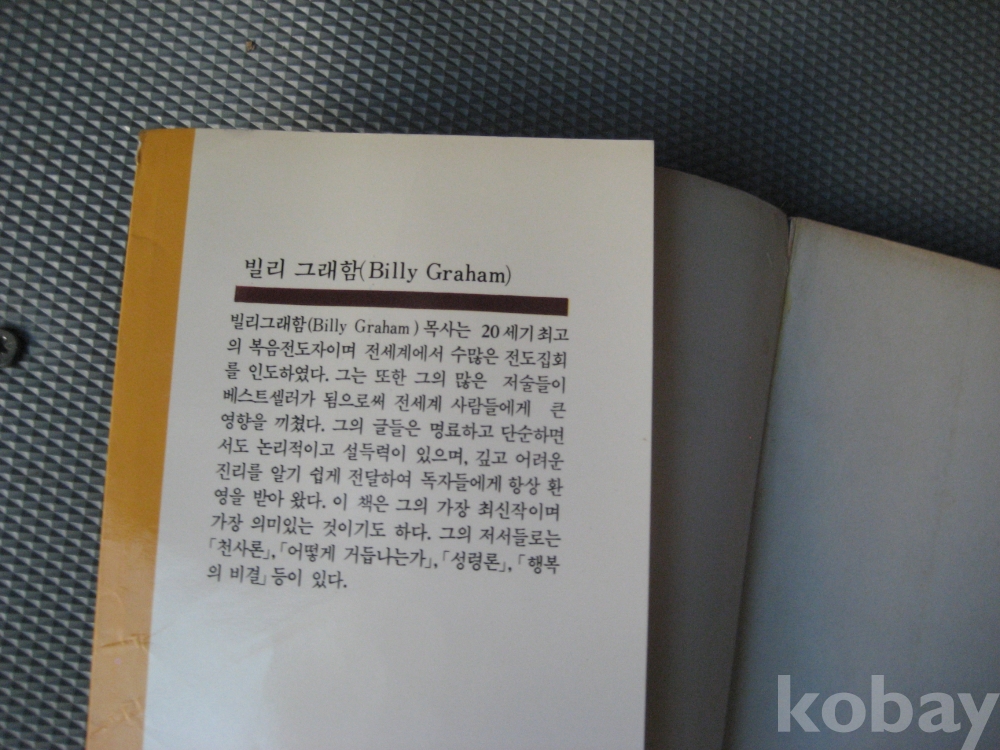 빌리 그래함(Billy Graham)
빌리그래함(Billy Graham ) 목사는 20세기 최고
의 복음전도자이며 전세계에서 수많은 전도집회
를 인도하였다. 그는 또한 그의 많은 저술들이
베스트셀러가 됨으로써 전세계 사람들에게 큰
영향을 끼쳤다. 그의 글들은 명료하고 단순하면
서도 논리적이고 설득력이 있으며, 깊고 어려운
진리를 알기 쉽게 전달하여 독자들에게 항상 환
영을 받아 왔다. 이 책은 그의 가장 최신작이며
가장 의미있는 것이기도 하다. 그의 저서들로는
「천사론」, 「어떻게 거듭나는가」, 「성령론」, 「행복
의 비결」 등이 있다.
kobay